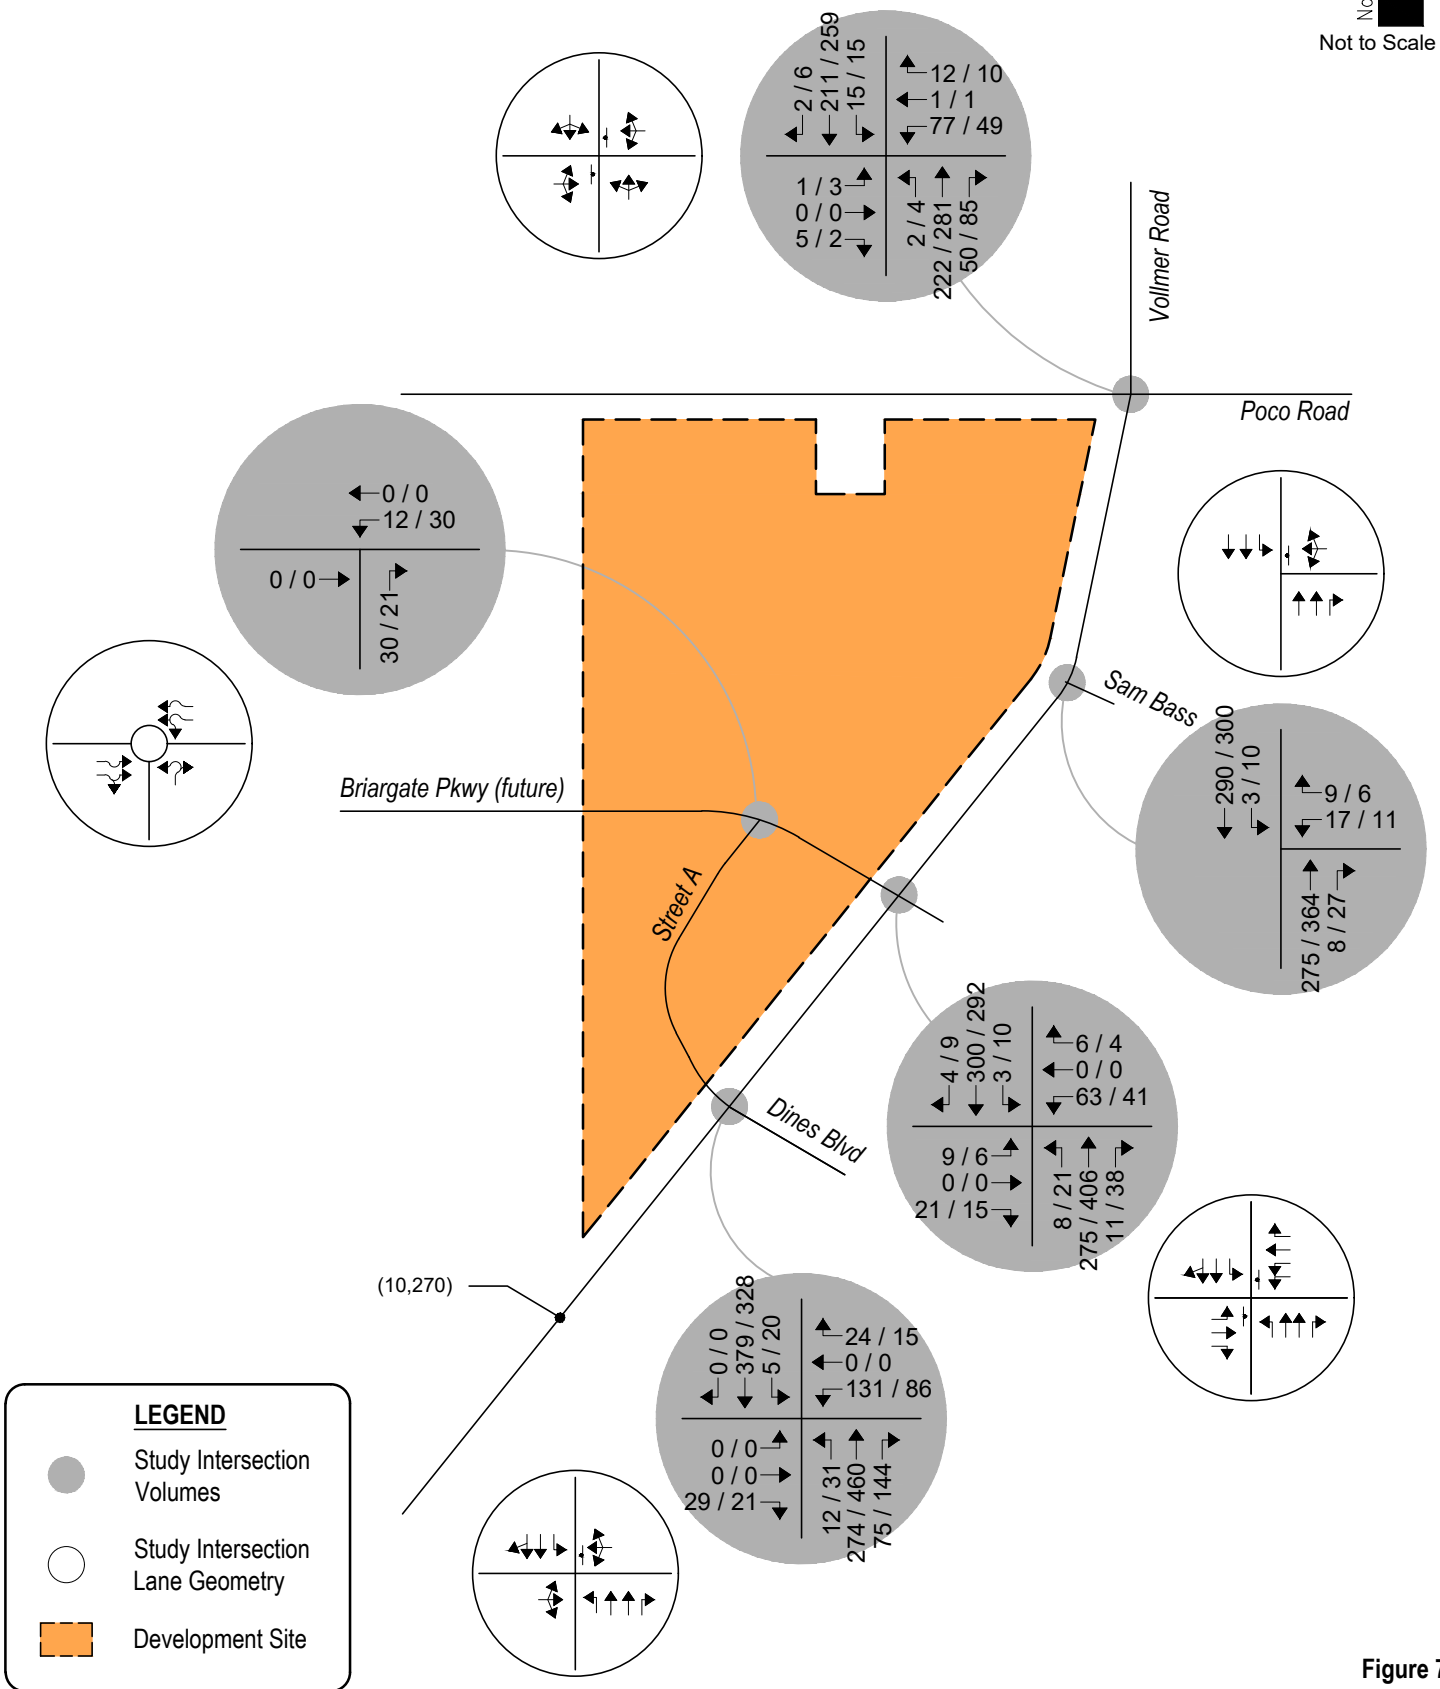 No
Not to Scale
2 / 6
211 / 259
15 / 15
12 / 10
1 / 1
77 / 49
1 / 3
0 / 0
5 / 2
2 / 4
222 / 281
50 / 85
Vollmer Road
Poco Road
0 / 0
12 / 30
0 / 0
30 / 21
Sam Bass
290 / 300
3 / 10
9 / 6
17 / 11
275 / 364
8 / 27
Briargate Pkwy (future)
Street A
4 / 9
300 / 292
3 / 10
6 / 4
0 / 0
63 / 41
9 / 6
0 / 0
21 / 15
8 / 21
275 / 406
11 / 38
Dines Blvd
(10,270)
0 / 0
379 / 328
5 / 20
24 / 15
0 / 0
131 / 86
0 / 0
0 / 0
29 / 21
12 / 31
274 / 460
75 / 144
LEGEND
Study Intersection
Volumes
Study Intersection
Lane Geometry
Development Site
Figure 7